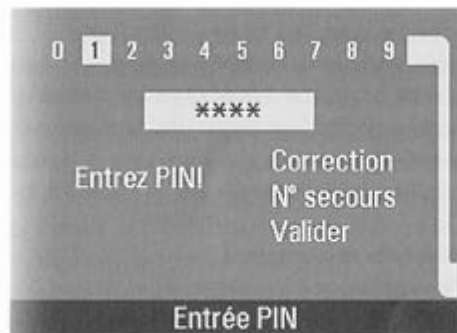 0 1 2 3 4 5 6 7 8 9
****
Entrez PIN!
Correction
N° secours
Valider
Entrée PIN